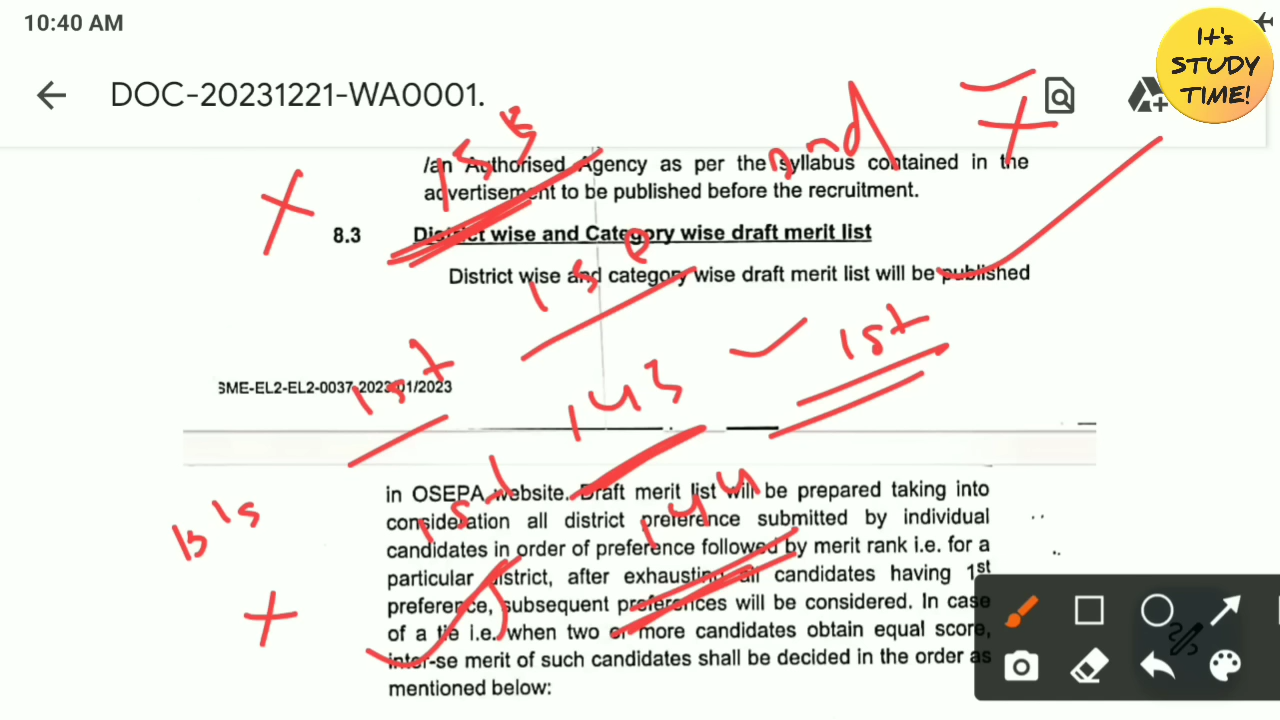 10:40 AM
It's
STUDY
TIME!
DOC-20231221-WA0001.
/an Authorised Agency as per the syllabus contained in the
advertisement to be published before the recruitment.
8.3 District wise and Category wise draft merit list
District wise and category wise draft merit list will be published
1st
1st
143
SME-EL2-EL2-0037-2023/01/2023
in OSEPA website. Draft merit list will be prepared taking into
consideration all district preference submitted by individual
candidates in order of preference followed by merit rank i.e. for a
particular district, after exhausting all candidates having 1st
preference, subsequent preferences will be considered. In case
of a tie i.e. when two or more candidates obtain equal score,
inter-se merit of such candidates shall be decided in the order as
mentioned below:
1st
144